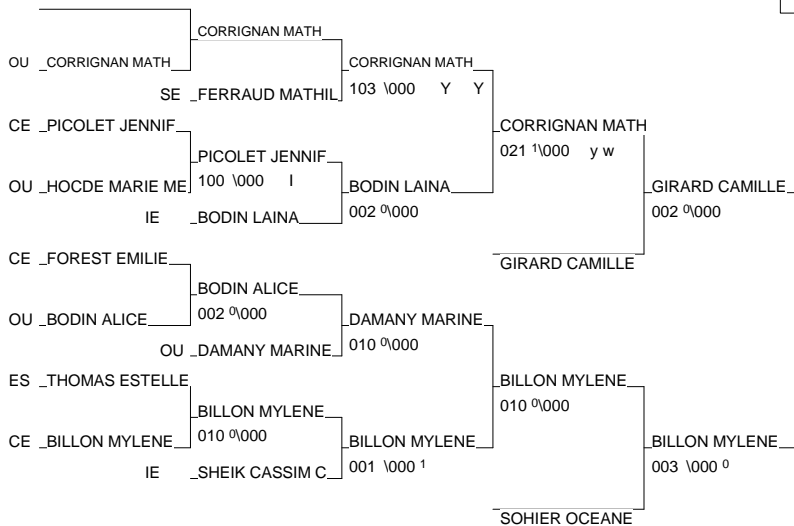 CORRIGNAN MATH
OU CORRIGNAN MATH
CORRIGNAN MATH
SE FERRAUD MATHIL
103 \000 Y Y
CE PICOLET JENNIF
CORRIGNAN MATH
PICOLET JENNIF
021 1\000 y w
100 \000 I
OU HOCDE MARIE ME
BODIN LAINA
GIRARD CAMILLE
IE BODIN LAINA
002 0\000
002 0\000
CE FOREST EMILIE
GIRARD CAMILLE
BODIN ALICE
002 0\000
OU BODIN ALICE
DAMANY MARINE
OU DAMANY MARINE
010 0\000
ES THOMAS ESTELLE
BILLON MYLENE
BILLON MYLENE
010 0\000
010 0\000
CE BILLON MYLENE
BILLON MYLENE
BILLON MYLENE
IE SHEIK CASSIM C
001 \000 1
003 \000 0
SOHIER OCEANE